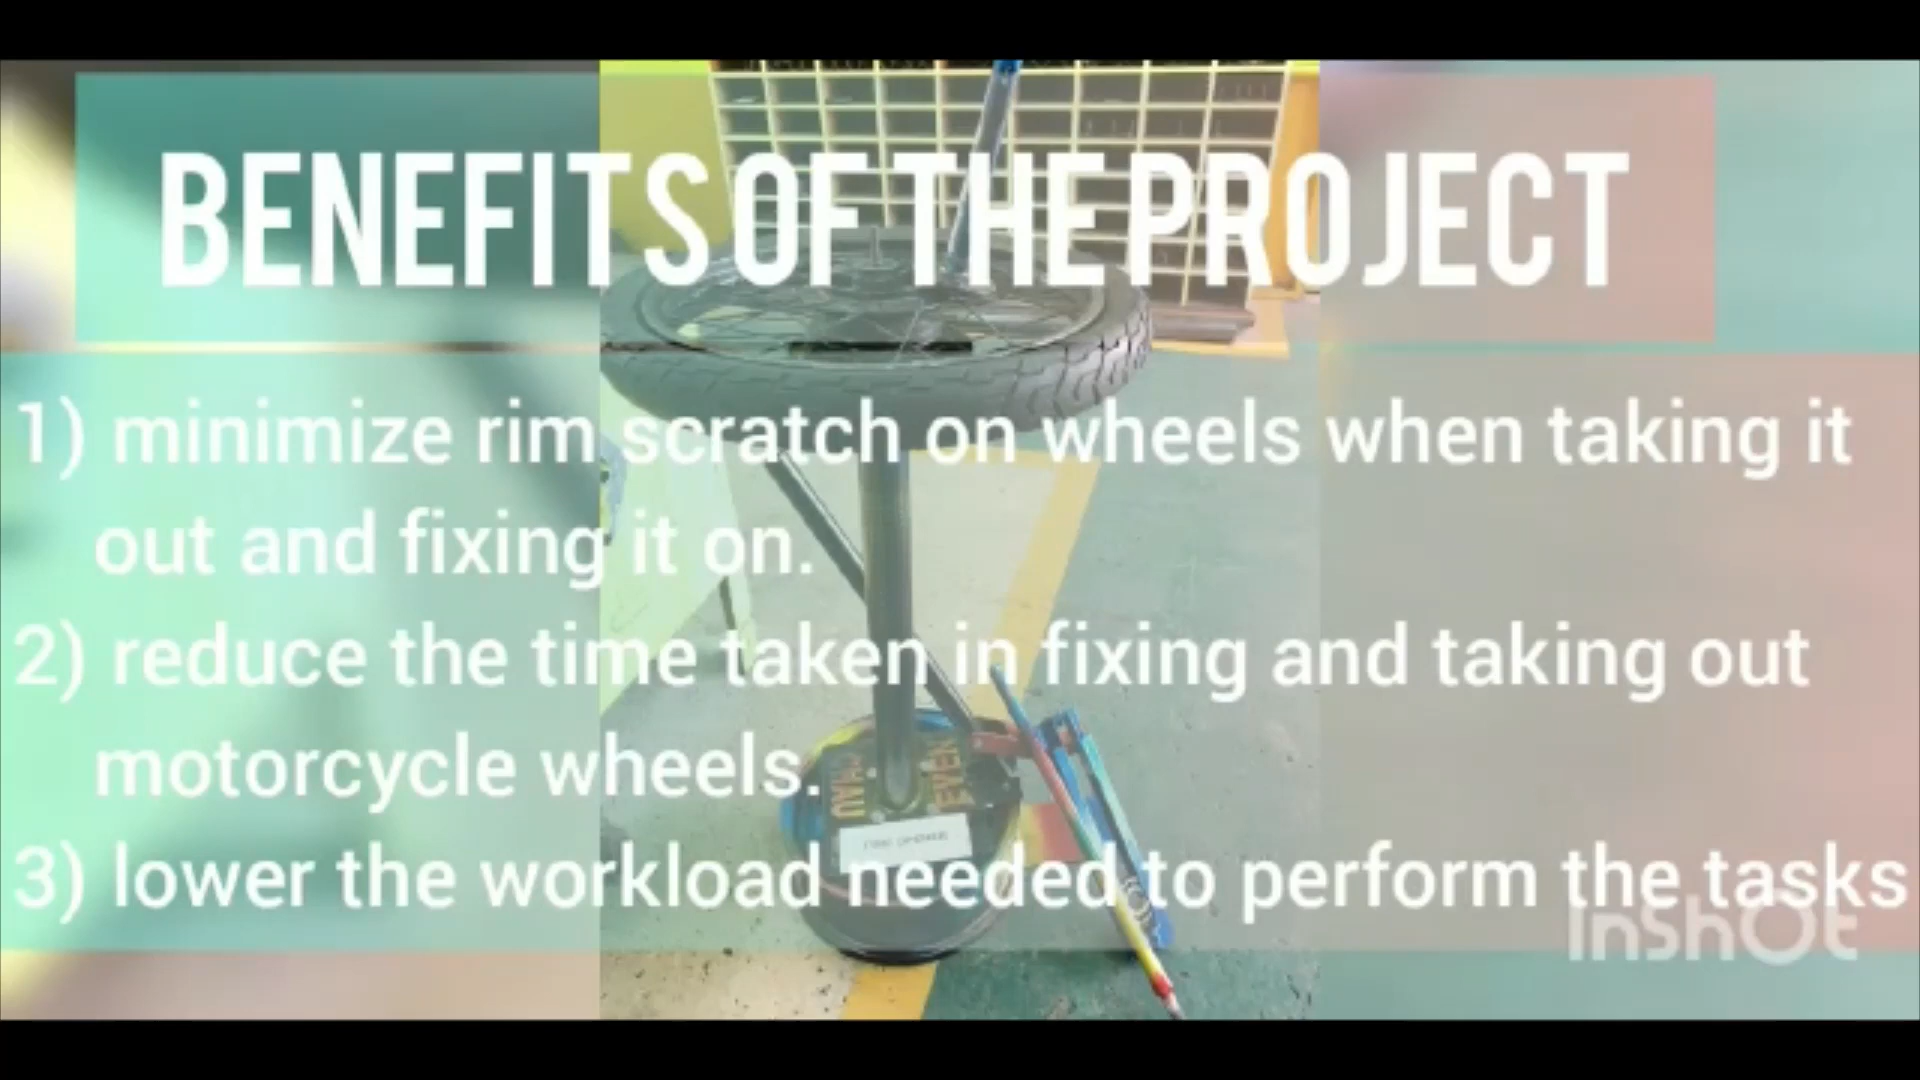 BENEFITS OF THE PROJECT
1) minimize rim scratch on wheels when taking it
out and fixing it on.
2) reduce the time taken in fixing and taking out
motorcycle wheels.
3) lower the workload needed to perform the tasks
InShOt